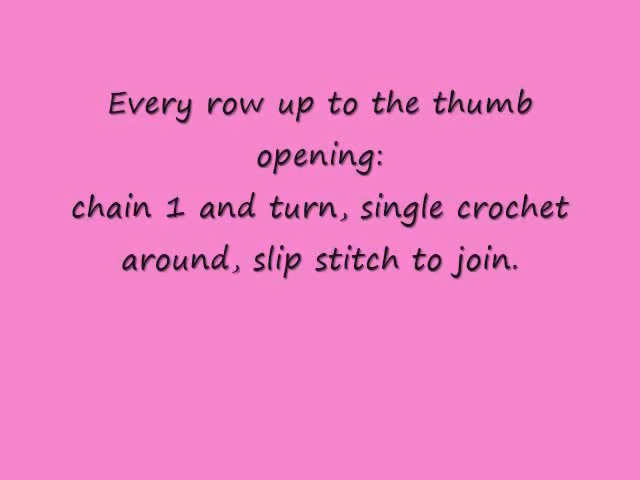 Every row up to the thumb
opening:
chain 1 and turn, single crochet
around, slip stitch to join.